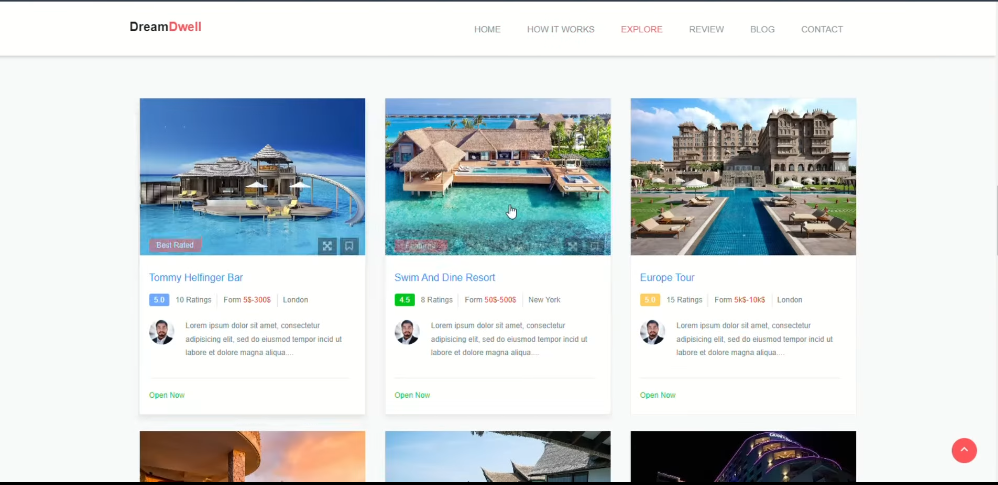 DreamDwell
HOME HOW IT WORKS EXPLORE REVIEW BLOG CONTACT
Best Rated
Tommy Helfinger Bar
5.0 10 Ratings Form 5$-300$ London
Lorem ipsum dolor sit amet, consectetur
adipisicing elit, sed do eiusmod tempor incid ut
labore et dolore magna aliqua....
Open Now
Swim And Dine Resort
4.5 8 Ratings Form 50$-500$ New York
Lorem ipsum dolor sit amet, consectetur
adipisicing elit, sed do eiusmod tempor incid ut
labore et dolore magna aliqua....
Open Now
Europe Tour
5.0 15 Ratings Form 5k$-10k$ London
Lorem ipsum dolor sit amet, consectetur
adipisicing elit, sed do eiusmod tempor incid ut
labore et dolore magna aliqua....
Open Now